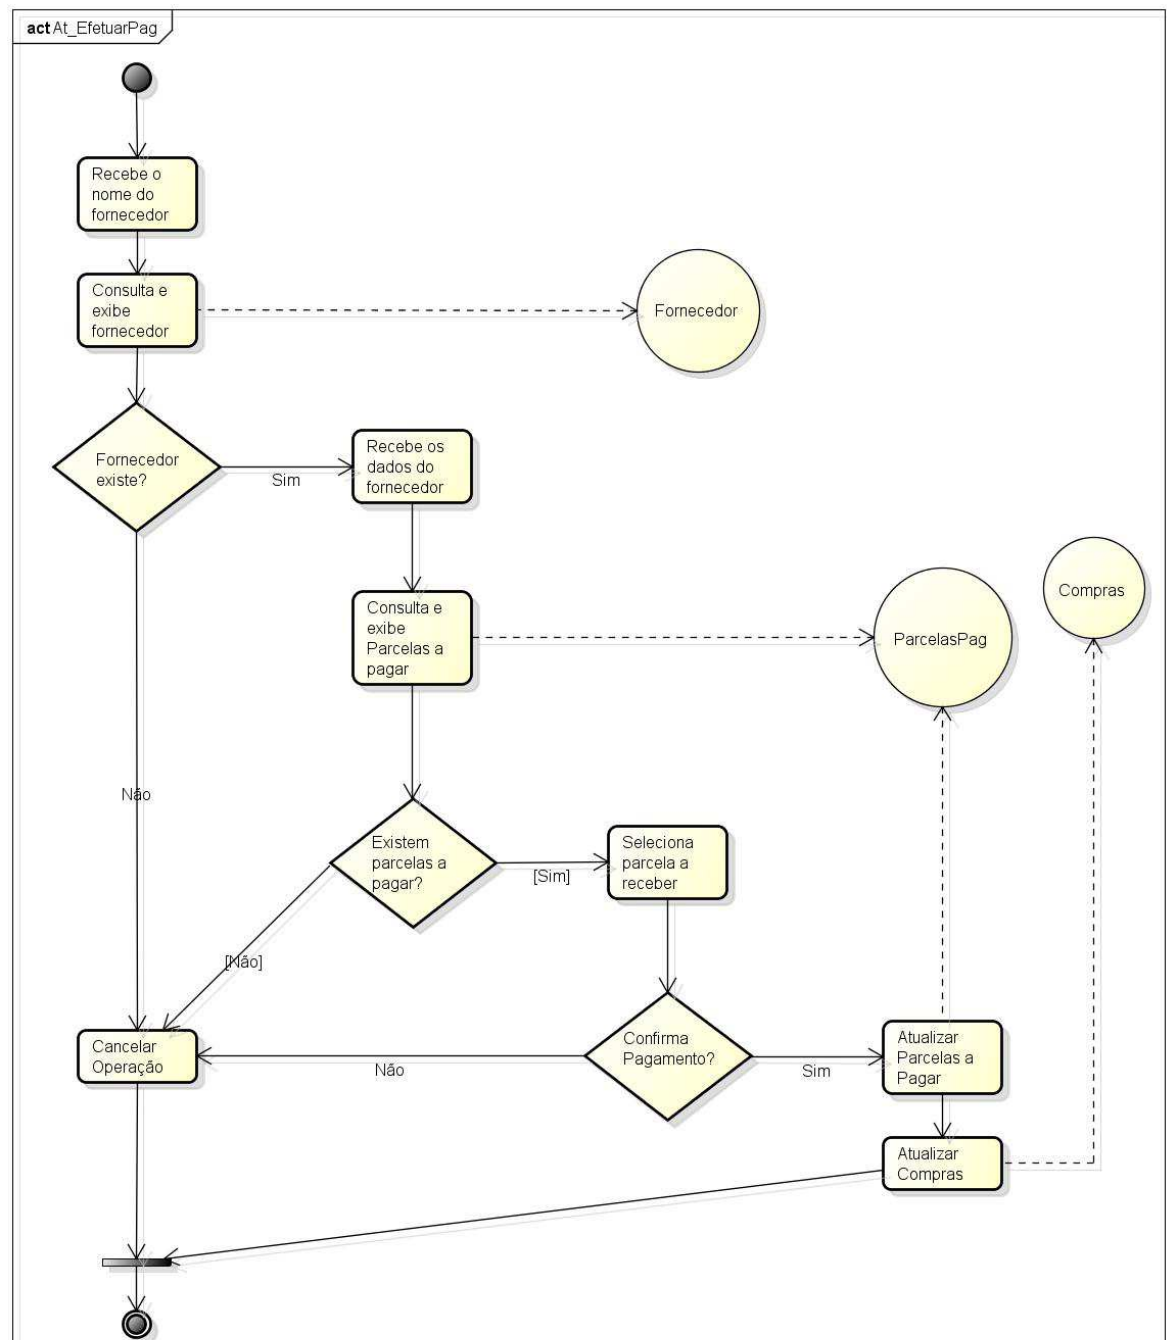 act At_EfetuarPag
Recebe o
nome do
fornecedor
Consulta e
exibe
fornecedor
Fornecedor
Fornecedor
existe?
Sim
Recebe os
dados do
fornecedor
Compras
Consulta e
exibe
Parcelas a
pagar
ParcelasPag
Não
Existem
parcelas a
pagar?
[Sim]
Seleciona
parcela a
receber
[Não]
Cancelar
Operação
Não
Confirma
Pagamento?
Sim
Atualizar
Parcelas a
Pagar
Atualizar
Compras